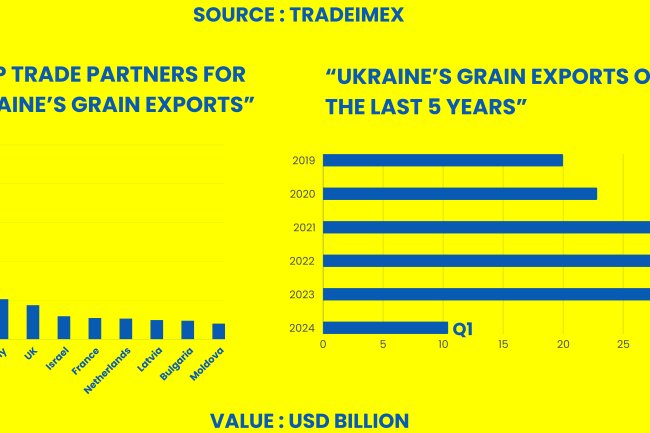 SOURCE : TRADEIMEX
P TRADE PARTNERS FOR
AINE’S GRAIN EXPORTS”
UK
Israel
France
Netherlands
Latvia
Bulgaria
Moldova
“UKRAINE’S GRAIN EXPORTS O
THE LAST 5 YEARS”
2019
2020
2021
2022
2023
2024
Q1
0 5 10 15 20 25
VALUE : USD BILLION